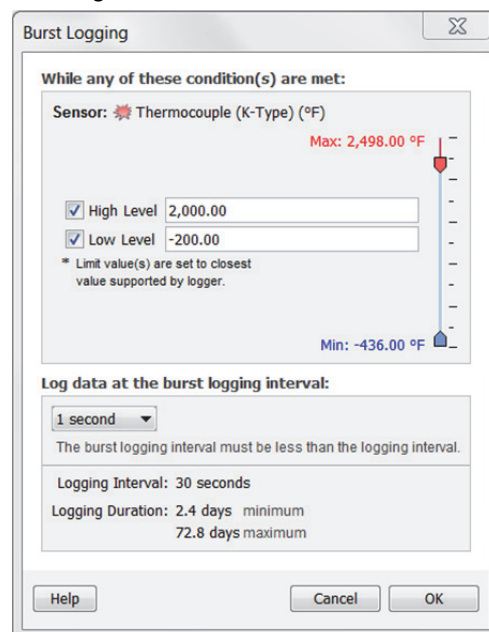 Burst Logging
While any of these condition(s) are met:
Sensor: Thermocouple (K-Type) (ºF)
Max: 2,498.00 ºF
High Level 2,000.00
Low Level -200.00
* Limit value(s) are set to closest
value supported by logger.
Min: -436.00 ºF
Log data at the burst logging interval:
1 second
The burst logging interval must be less than the logging interval.
Logging Interval: 30 seconds
Logging Duration: 2.4 days minimum
72.8 days maximum
Help Cancel OK